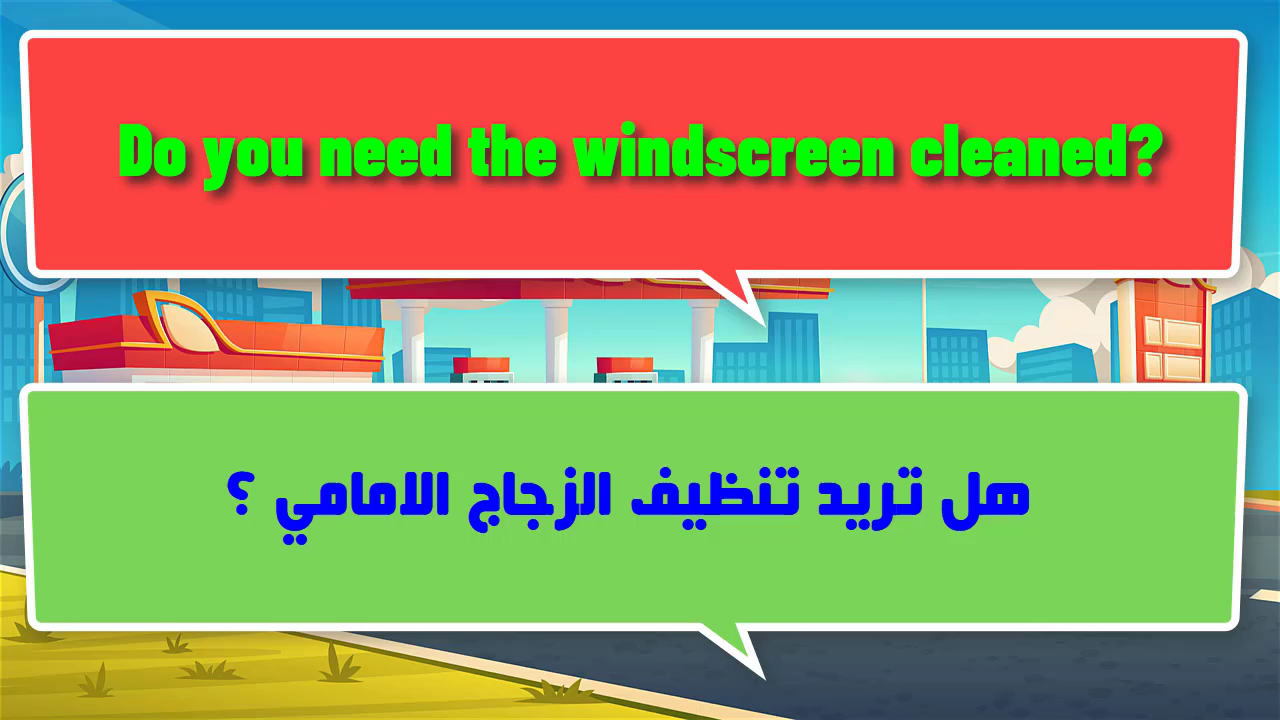 Do you need the windscreen cleaned?
هل تريد تنظيف الزجاج الامامي ؟